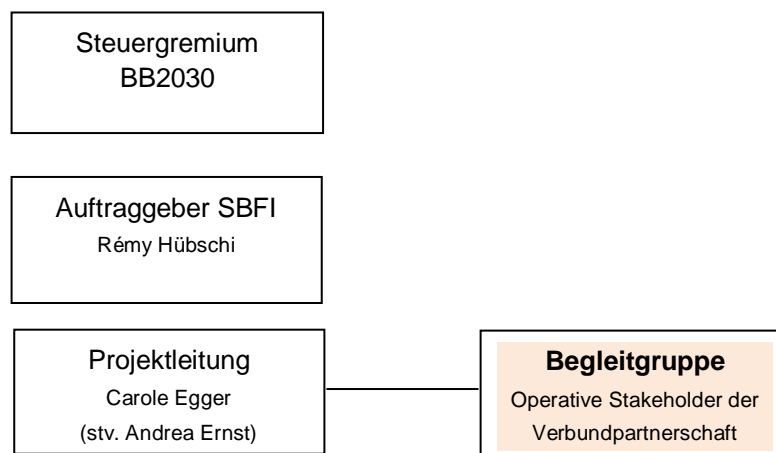 Steuergremium
BB2030
Auftraggeber SBFI
Rémy Hübschi
Projektleitung
Carole Egger
(stv. Andrea Ernst)
Begleitgruppe
Operative Stakeholder der
Verbundpartnerschaft